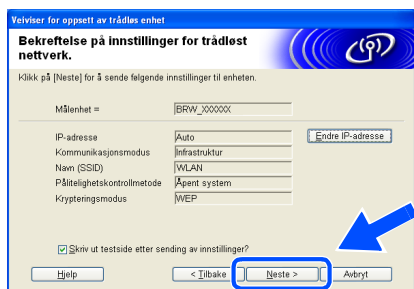 Veiviser for oppsett av trådløs enhet
Bekreftelse på innstillinger for trådløst
nettverk.
Klikk på [Neste] for å sende følgende innstillinger til enheten.
Målenhet =
BRW_XXXXXX
IP-adresse
Auto
Endre IP-adresse
Kommunikasjonsmodus
Infrastruktur
Navn (SSID)
WLAN
Pålitelighetskontrollmetode
Åpent system
Krypteringsmodus
WEP
Skriv ut testside etter sending av innstillinger?
Hjelp
< Tilbake
Neste >
Avbryt